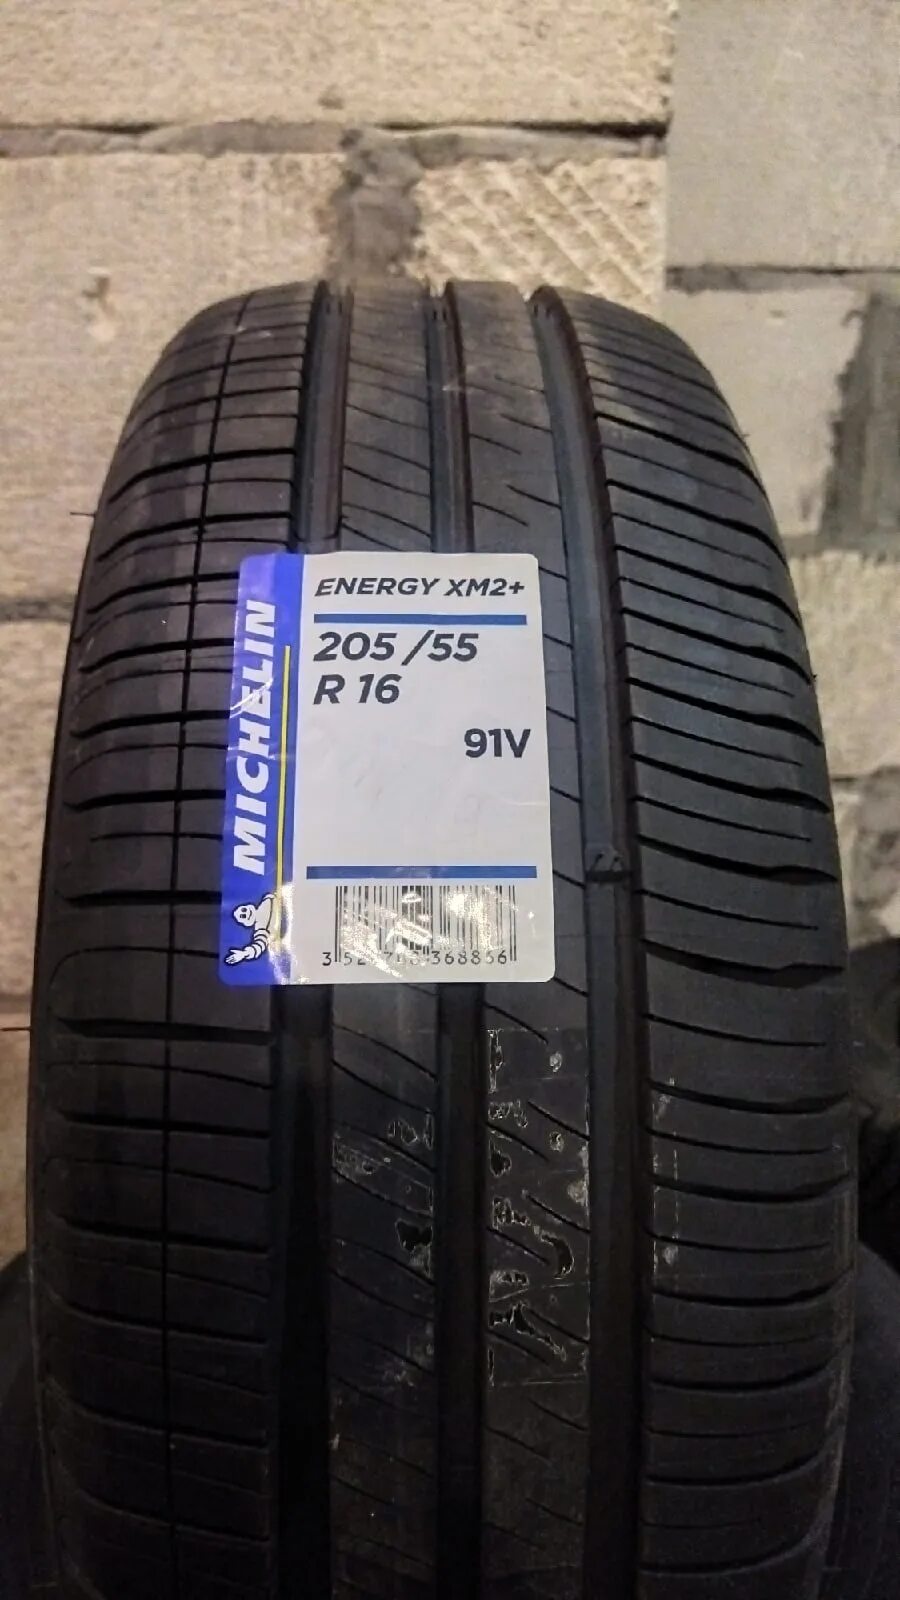 MICHELIN
ENERGY XM2+
205 /55
R 16
91V